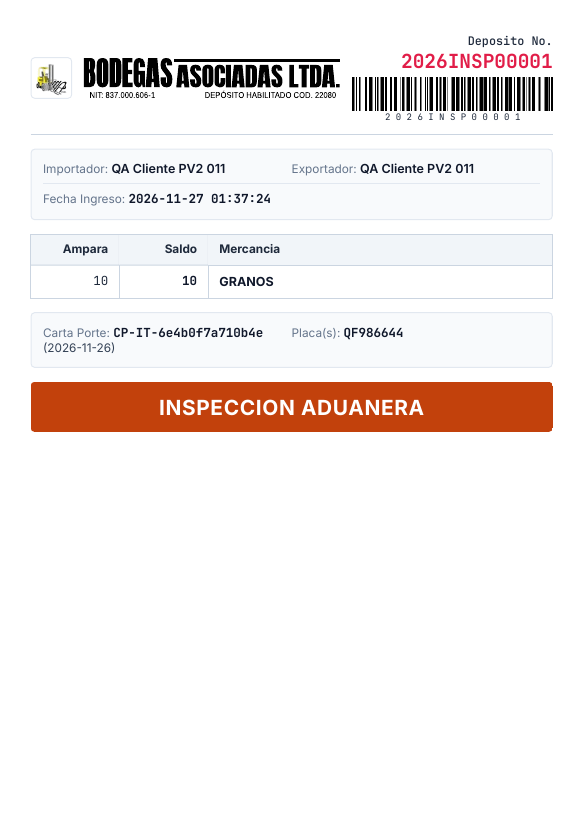 Deposito No.
2026INSP00001
BODEGAS ASOCIADAS LTDA.
NIT: 837.000.606-1 DEPÓSITO HABILITADO COD. 22080
2026INSP00001
Importador: QA Cliente PV2 011 Exportador: QA Cliente PV2 011
Fecha Ingreso: 2026-11-27 01:37:24
Ampara Saldo Mercancia
10 10 GRANOS
Carta Porte: CP-IT-6e4b0f7a710b4e Placa(s): QF986644
(2026-11-26)
INSPECCION ADUANERA